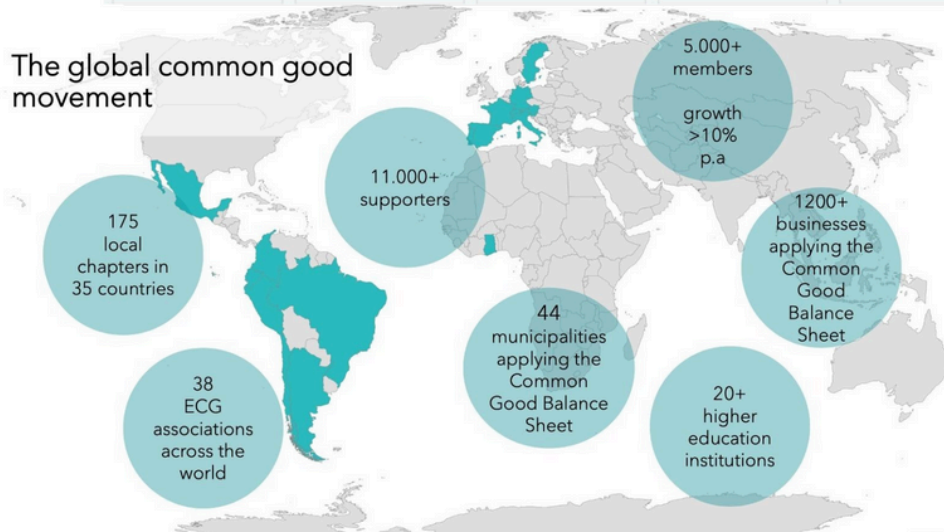 The global common good
movement
5.000+
members
growth
>10%
p.a
11.000+
supporters
175
local
chapters in
35 countries
1200+
businesses
applying the
Common
Good
Balance
Sheet
44
municipalities
applying the
Common
Good Balance
Sheet
38
ECG
associations
across the
world
20+
higher
education
institutions